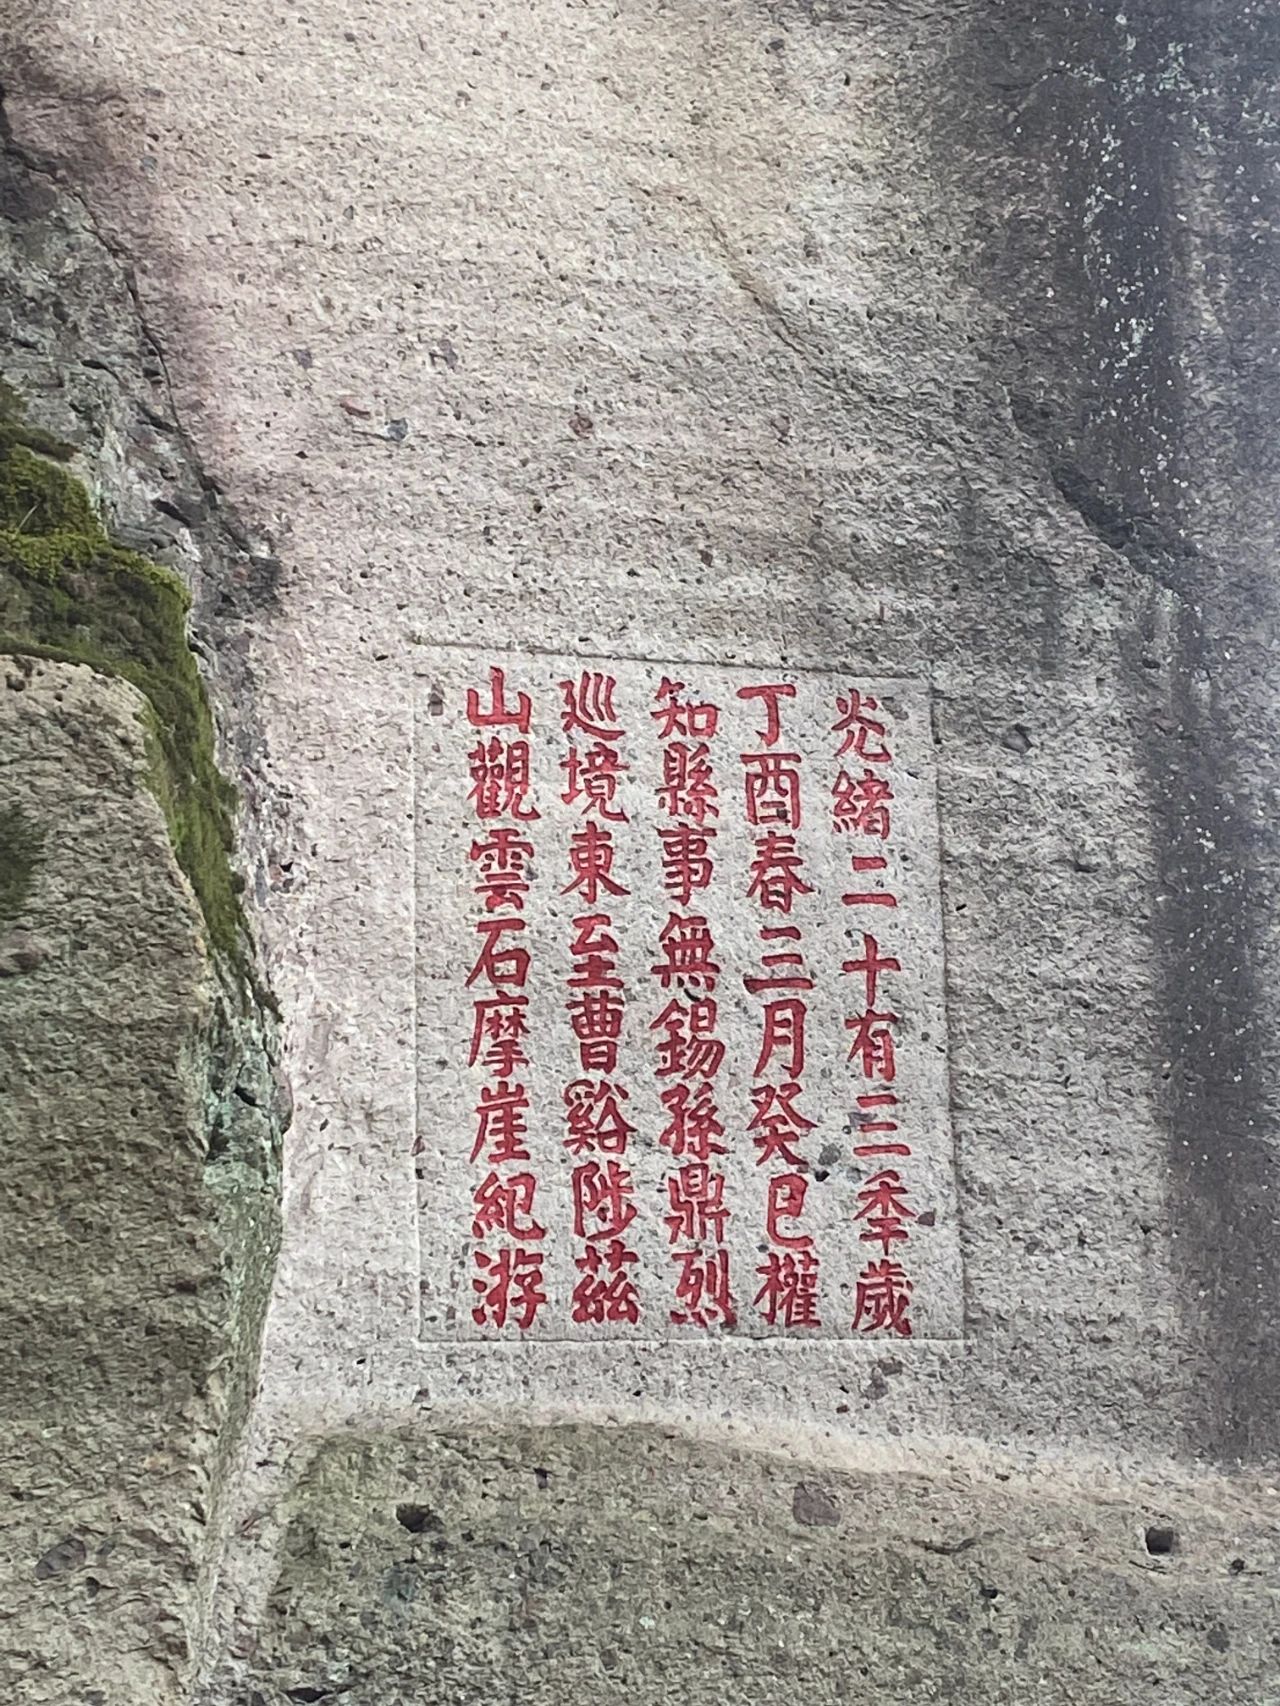 光緒二十有三季歲
丁酉春三月癸巳權
知縣事無錫孫鼎烈
巡境東至曹谿陟茲
山觀雲石摩崖紀游